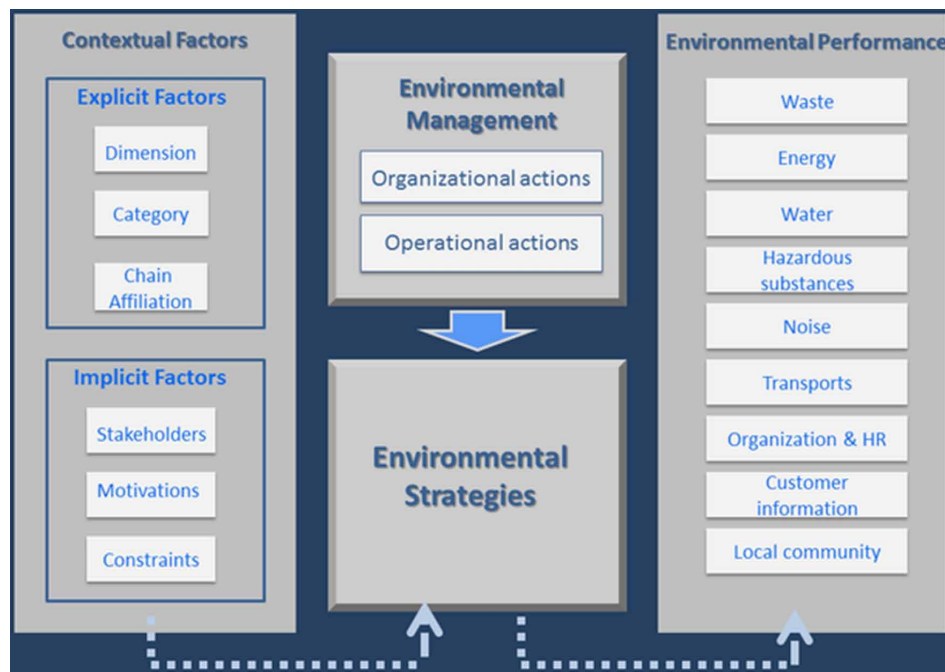 Contextual Factors
Explicit Factors
Dimension
Category
Chain
Affiliation
Implicit Factors
Stakeholders
Motivations
Constraints
Environmental
Management
Organizational actions
Operational actions
Environmental
Strategies
Environmental Performance
Waste
Energy
Water
Hazardous
substances
Noise
Transports
Organization & HR
Customer
information
Local community